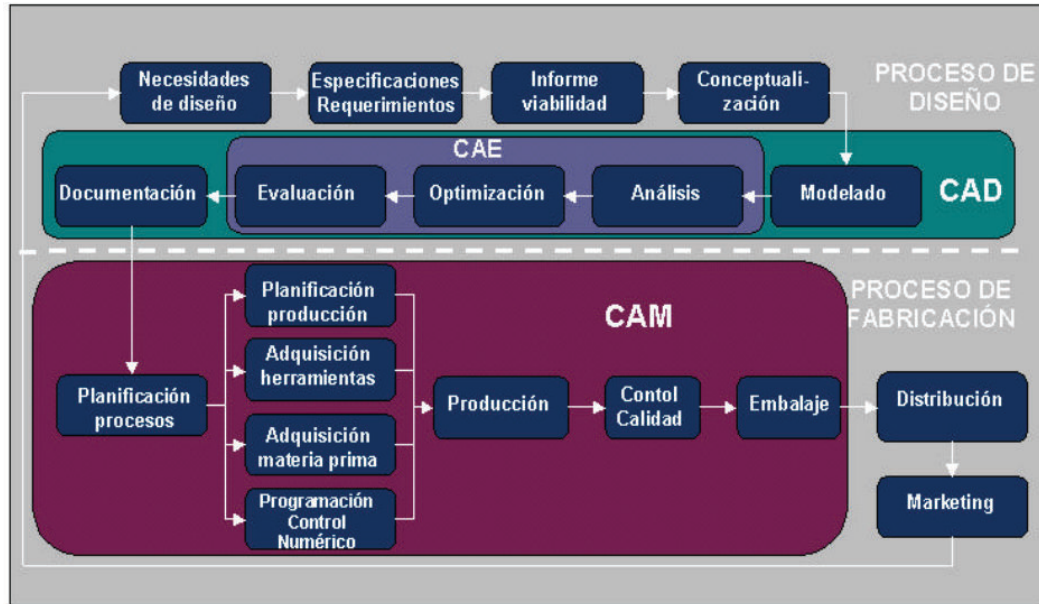 Necesidades
de diseño
Especificaciones
Requerimientos
Informe
viabilidad
Conceptuali-
zación
PROCESO DE
DISEÑO
CAE
Documentación
Evaluación
Optimización
Análisis
Modelado
CAD
PROCESO DE
FABRICACIÓN
CAM
Planificación
procesos
Planificación
producción
Adquisición
herramientas
Adquisición
materia prima
Programación
Control
Numérico
Producción
Contol
Calidad
Embalaje
Distribución
Marketing